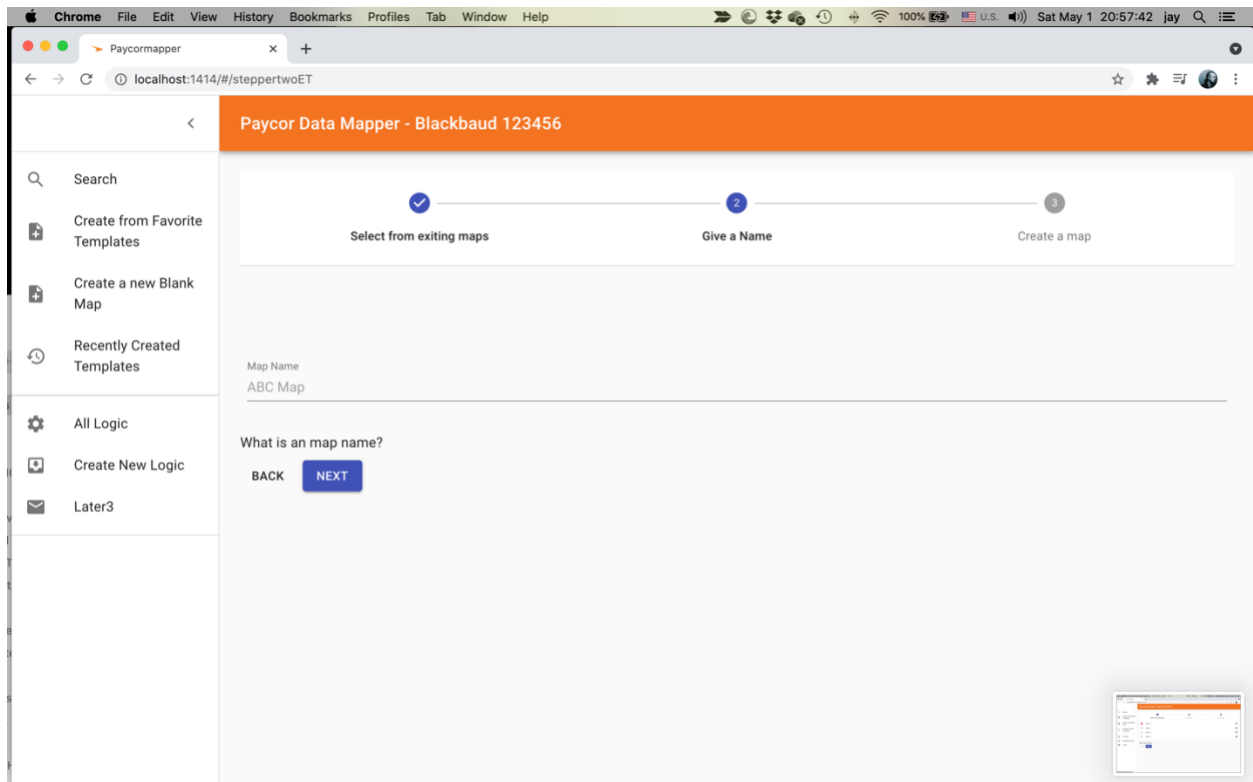 Chrome File Edit View History Bookmarks Profiles Tab Window Help 100% U.S. Sat May 1 20:57:42 jay
Paycormapper
localhost:1414/#/steppertwoET
Paycor Data Mapper - Blackbaud 123456
Search
Create from Favorite
Templates
Create a new Blank
Map
Recently Created
Templates
All Logic
Create New Logic
Later3
2
3
Select from exiting maps
Give a Name
Create a map
Map Name
ABC Map
What is an map name?
BACK NEXT